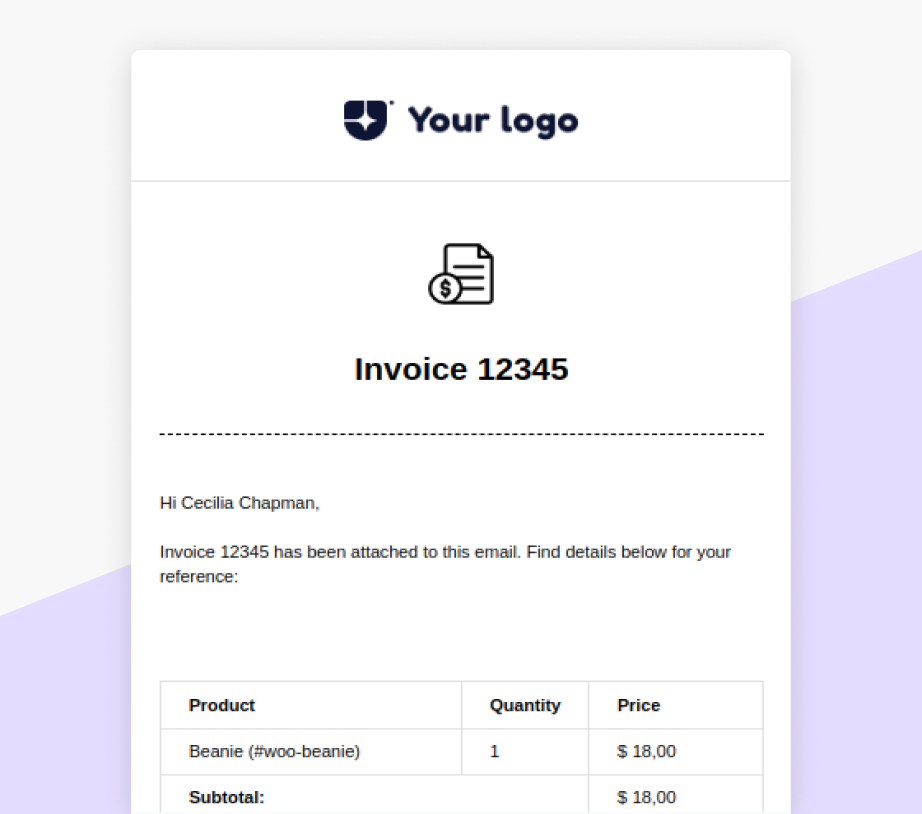 Your logo
$
Invoice 12345
Hi Cecilia Chapman,
Invoice 12345 has been attached to this email. Find details below for your
reference:
Product Quantity Price
Beanie (#woo-beanie) 1 $ 18,00
Subtotal: $ 18,00